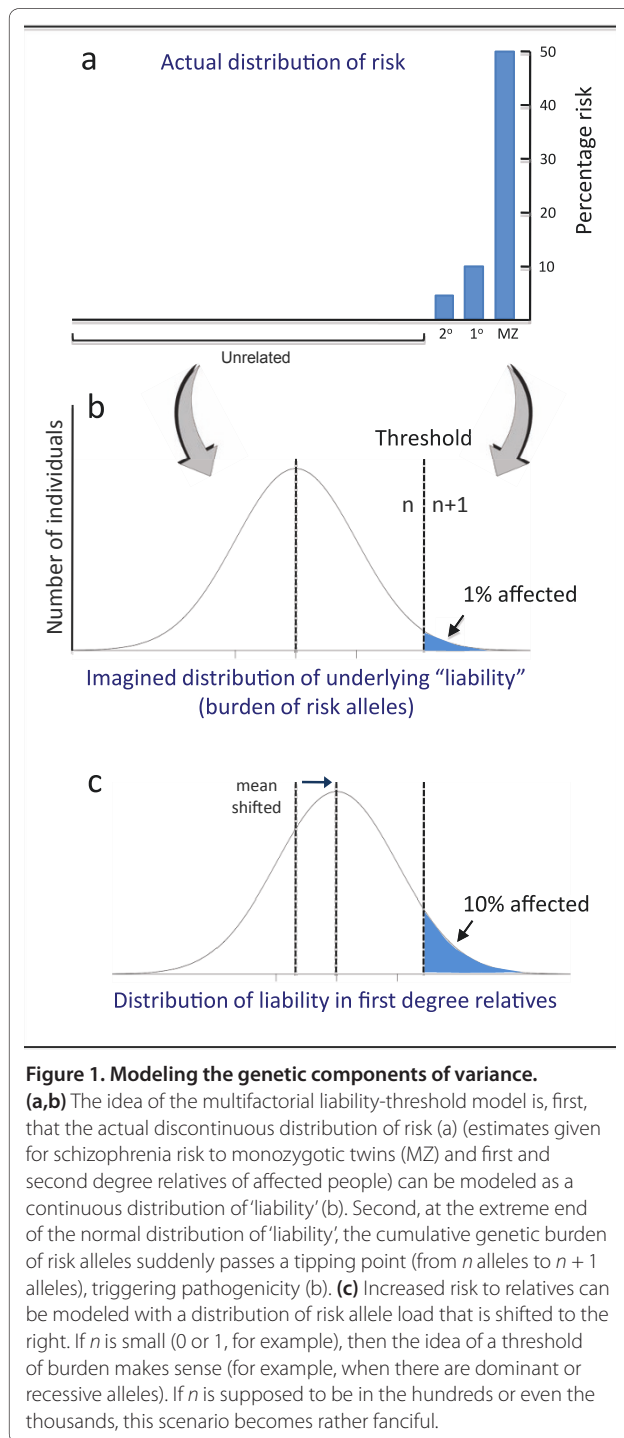 a
Actual distribution of risk
50
40
30
20
10
Percentage risk
2º
1º
MZ
Unrelated
b
Number of individuals
Threshold
n
n+1
1% affected
Imagined distribution of underlying “liability”
(burden of risk alleles)
c
mean
shifted
10% affected
Distribution of liability in first degree relatives
Figure 1. Modeling the genetic components of variance.
(a,b) The idea of the multifactorial liability-threshold model is, first,
that the actual discontinuous distribution of risk (a) (estimates given
for schizophrenia risk to monozygotic twins (MZ) and first and
second degree relatives of affected people) can be modeled as a
continuous distribution of ‘liability’ (b). Second, at the extreme end
of the normal distribution of ‘liability’, the cumulative genetic burden
of risk alleles suddenly passes a tipping point (from n alleles to n + 1
alleles), triggering pathogenicity (b). (c) Increased risk to relatives can
be modeled with a distribution of risk allele load that is shifted to the
right. If n is small (0 or 1, for example), then the idea of a threshold
of burden makes sense (for example, when there are dominant or
recessive alleles). If n is supposed to be in the hundreds or even the
thousands, this scenario becomes rather fanciful.